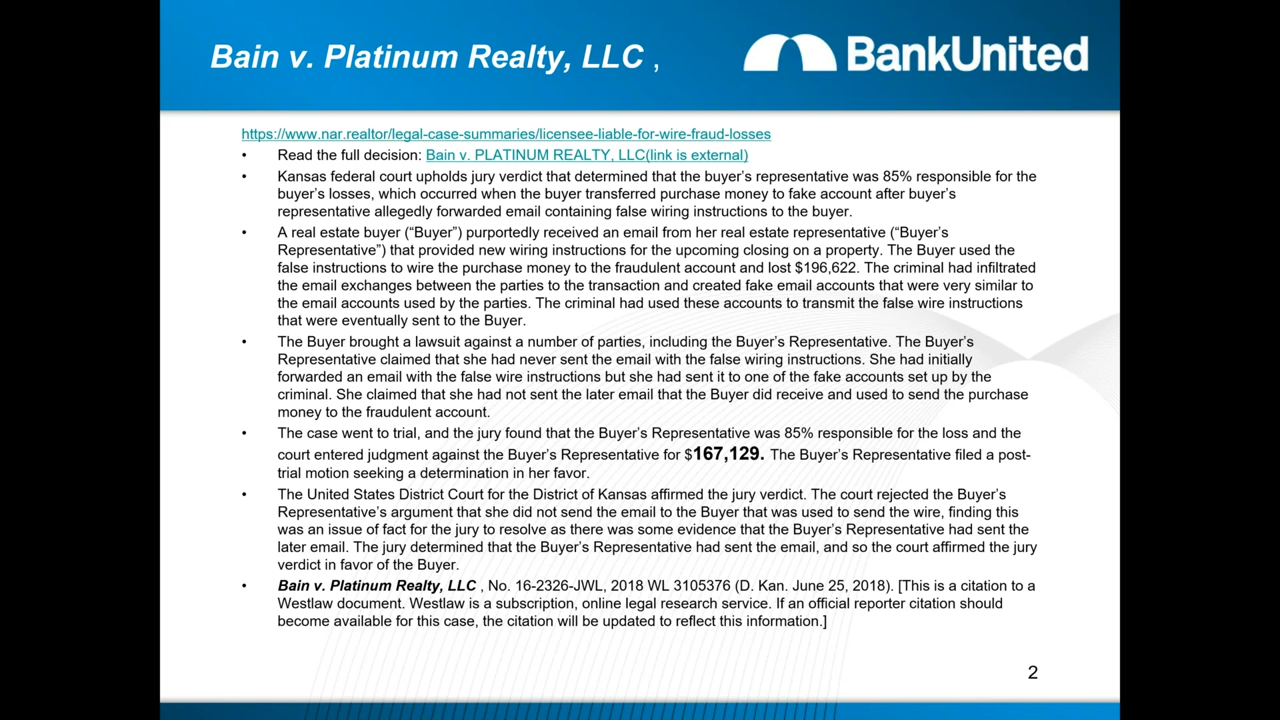 Bain v. Platinum Realty, LLC ,
BankUnited
https://www.nar.realtor/legal-case-summaries/licensee-liable-for-wire-fraud-losses
• Read the full decision: Bain v. PLATINUM REALTY, LLC(link is external)
• Kansas federal court upholds jury verdict that determined that the buyer's representative was 85% responsible for the
buyer's losses, which occurred when the buyer transferred purchase money to fake account after buyer's
representative allegedly forwarded email containing false wiring instructions to the buyer.
• A real estate buyer (“Buyer”) purportedly received an email from her real estate representative (“Buyer's
Representative”) that provided new wiring instructions for the upcoming closing on a property. The Buyer used the
false instructions to wire the purchase money to the fraudulent account and lost $196,622. The criminal had infiltrated
the email exchanges between the parties to the transaction and created fake email accounts that were very similar to
the email accounts used by the parties. The criminal had used these accounts to transmit the false wire instructions
that were eventually sent to the Buyer.
• The Buyer brought a lawsuit against a number of parties, including the Buyer's Representative. The Buyer's
Representative claimed that she had never sent the email with the false wiring instructions. She had initially
forwarded an email with the false wire instructions but she had sent it to one of the fake accounts set up by the
criminal. She claimed that she had not sent the later email that the Buyer did receive and used to send the purchase
money to the fraudulent account.
• The case went to trial, and the jury found that the Buyer's Representative was 85% responsible for the loss and the
court entered judgment against the Buyer's Representative for $167,129. The Buyer's Representative filed a post-
trial motion seeking a determination in her favor.
• The United States District Court for the District of Kansas affirmed the jury verdict. The court rejected the Buyer's
Representative's argument that she did not send the email to the Buyer that was used to send the wire, finding this
was an issue of fact for the jury to resolve as there was some evidence that the Buyer's Representative had sent the
later email. The jury determined that the Buyer's Representative had sent the email, and so the court affirmed the jury
verdict in favor of the Buyer.
• Bain v. Platinum Realty, LLC , No. 16-2326-JWL, 2018 WL 3105376 (D. Kan. June 25, 2018). [This is a citation to a
Westlaw document. Westlaw is a subscription, online legal research service. If an official reporter citation should
become available for this case, the citation will be updated to reflect this information.]
2